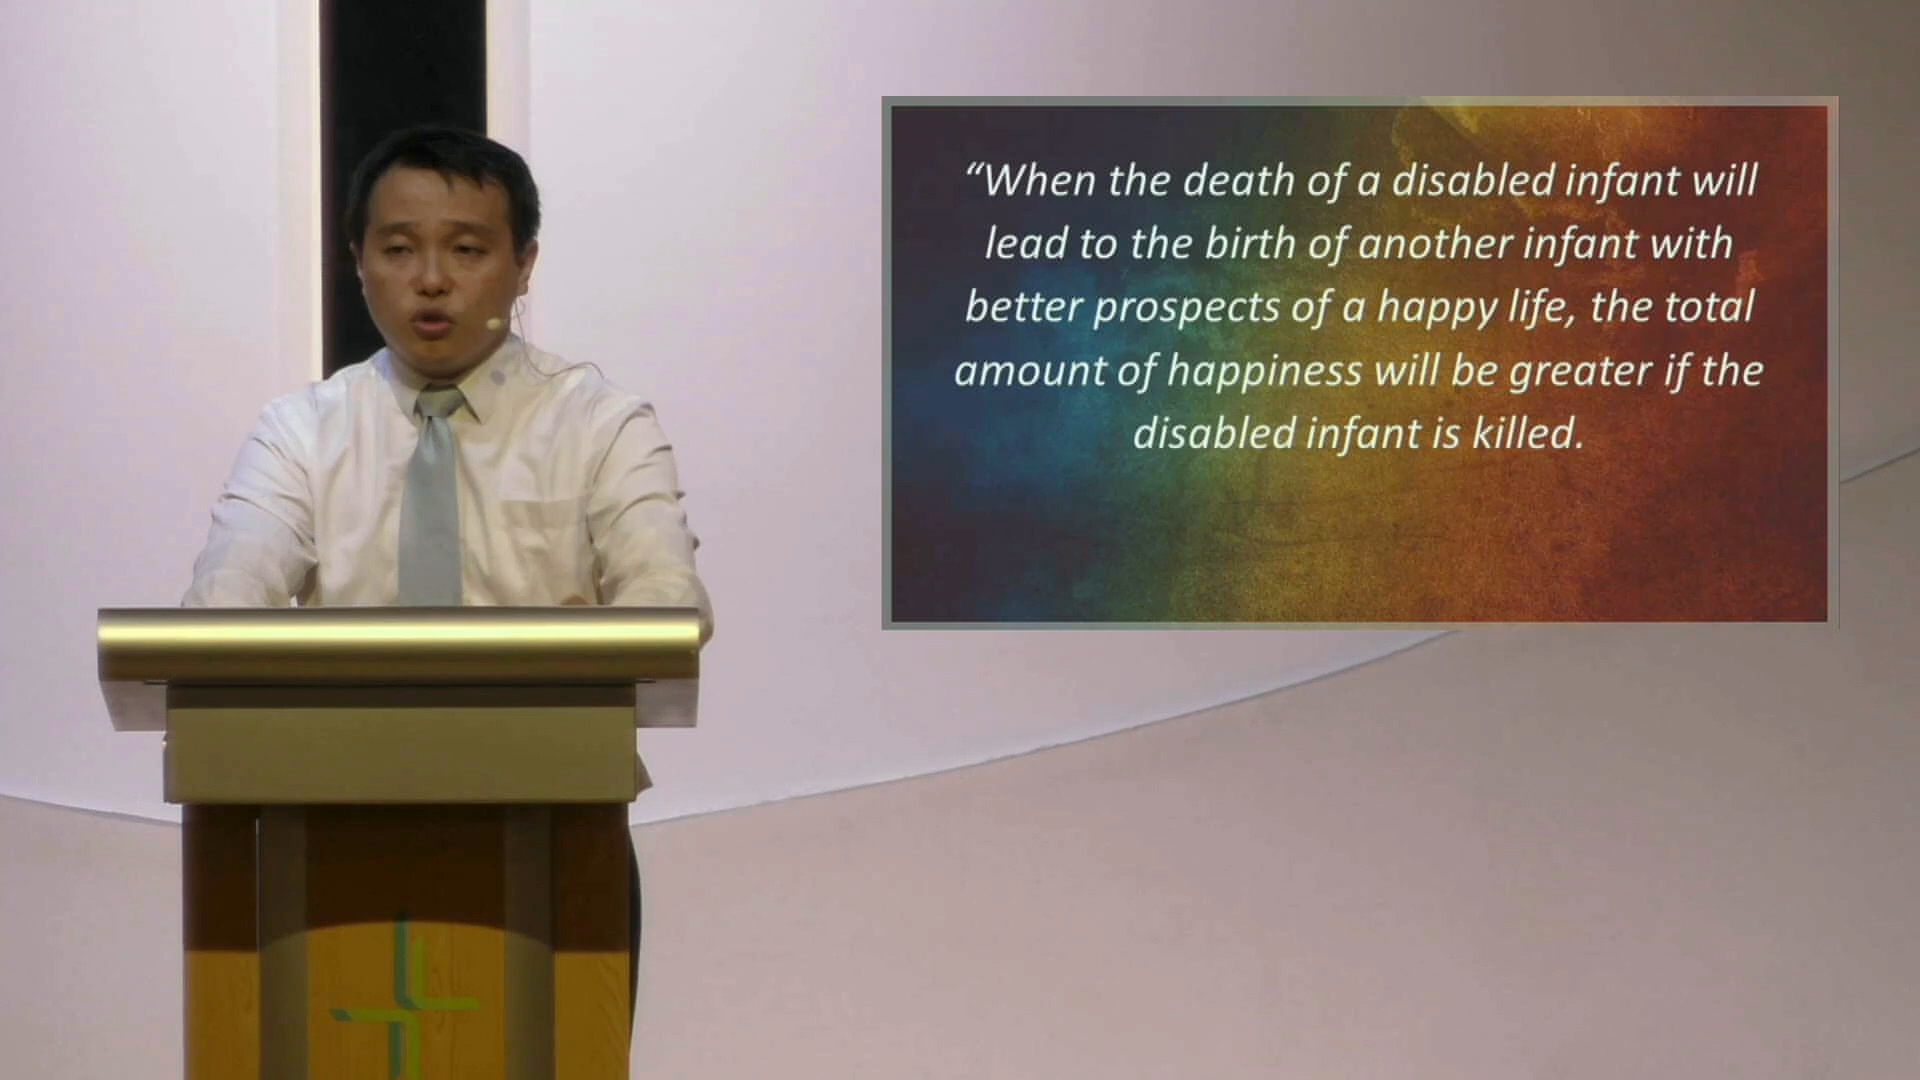 “When the death of a disabled infant will
lead to the birth of another infant with
better prospects of a happy life, the total
amount of happiness will be greater if the
disabled infant is killed.